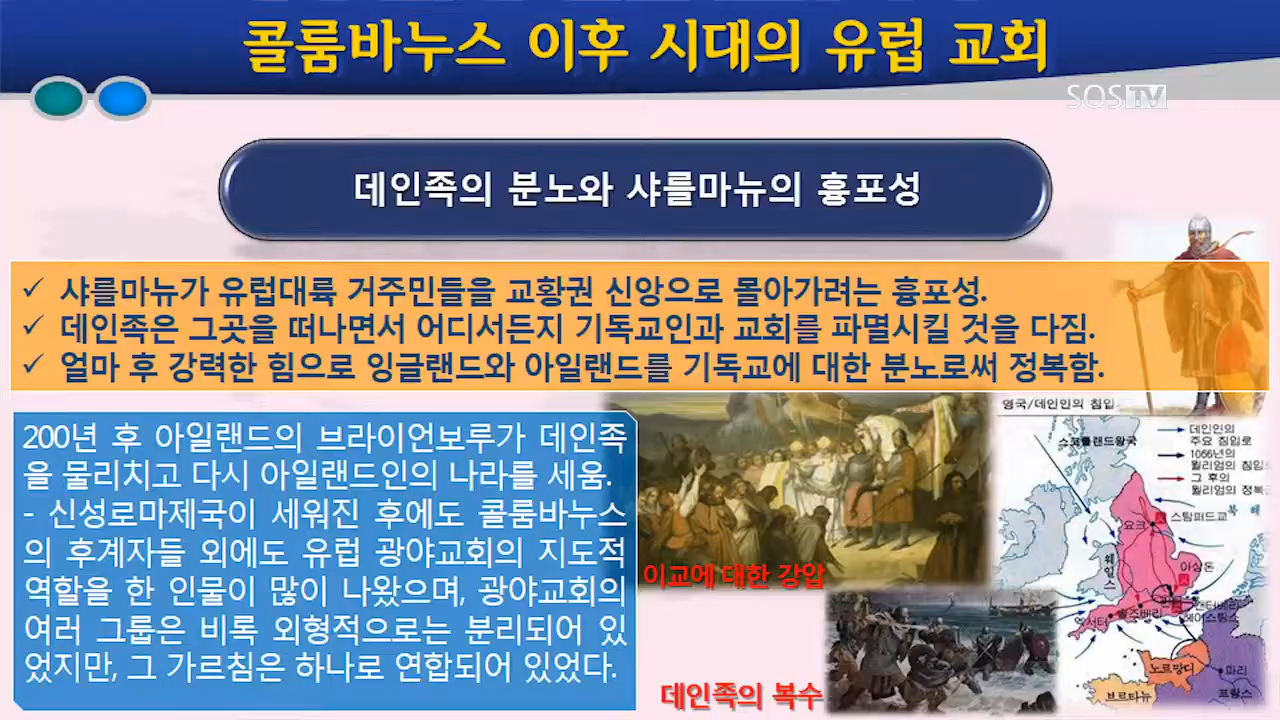 콜룸바누스 이후 시대의 유럽 교회
SOSTV
데인족의 분노와 샤를마뉴의 흉포성
✓ 샤를마뉴가 유럽대륙 거주민들을 교황권 신앙으로 몰아가려는 흉포성.
✓ 데인족은 그곳을 떠나면서 어디서든지 기독교인과 교회를 파멸시킬 것을 다짐.
✓ 얼마 후 강력한 힘으로 잉글랜드와 아일랜드를 기독교에 대한 분노로써 정복함.
200년 후 아일랜드의 브라이언보루가 데인족
을 물리치고 다시 아일랜드인의 나라를 세움.
- 신성로마제국이 세워진 후에도 콜룸바누스
의 후계자들 외에도 유럽 광야교회의 지도적
역할을 한 인물이 많이 나왔으며, 광야교회의
여러 그룹은 비록 외형적으로는 분리되어 있
었지만, 그 가르침은 하나로 연합되어 있었다.
이교에 대한 강압
데인족의 복수
영국/데인인의 침입
스코틀랜드왕국
데인인의
주요 침입로
1066년의
윌리엄의 침입
그 후의
윌리엄의 정복
북해
요크
스탐퍼드교
웨일스
아상돈
캔터베리
헤이스팅스
엑서터
노르망디
파리
브르타뉴
프랑스